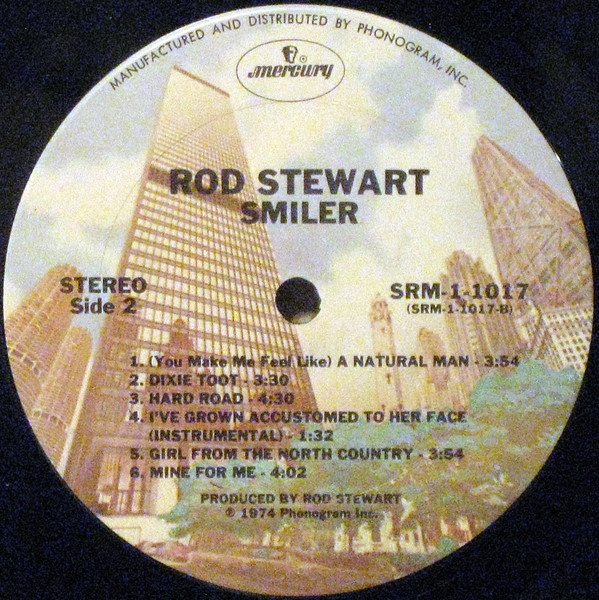 MANUFACTURED AND DISTRIBUTED BY PHONOGRAM, INC.
mercury
ROD STEWART
SMILER
STEREO
Side 2
SRM-1-1017
(SRM-1-1017-B)
1. (You Make Me Feel Like) A NATURAL MAN - 3:54
2. DIXIE TOOT - 3:30
3. HARD ROAD - 4:30
4. I'VE GROWN ACCUSTOMED TO HER FACE
(INSTRUMENTAL) - 1:32
5. GIRL FROM THE NORTH COUNTRY - 3:54
6. MINE FOR ME - 4:02
PRODUCED BY ROD STEWART
℗ 1974 Phonogram Inc.